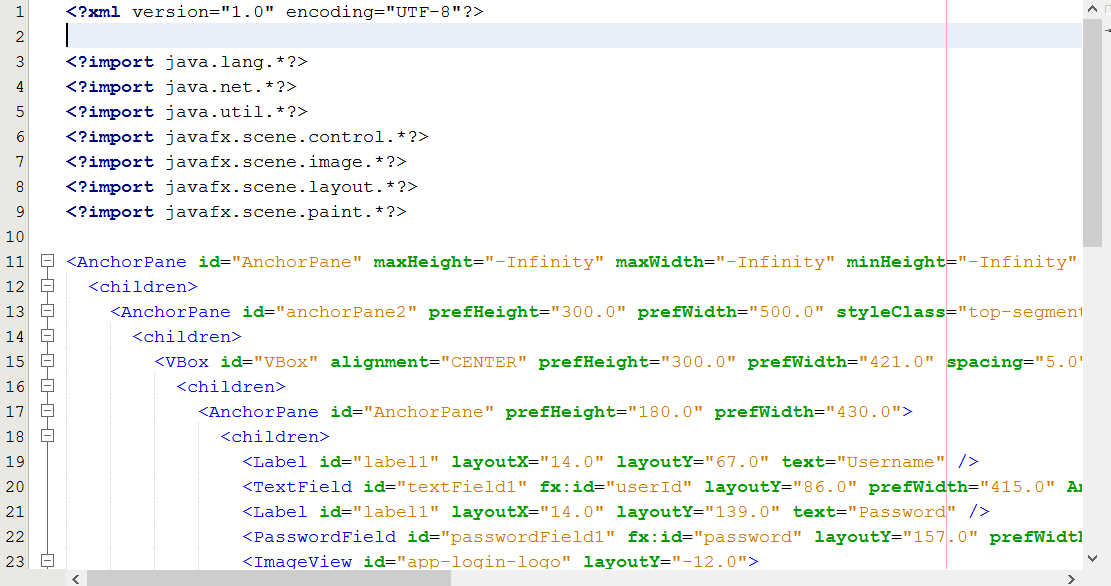 1 <?xml version="1.0" encoding="UTF-8"?>
2
3 <?import java.lang.*?>
4 <?import java.net.*?>
5 <?import java.util.*?>
6 <?import javafx.scene.control.*?>
7 <?import javafx.scene.image.*?>
8 <?import javafx.scene.layout.*?>
9 <?import javafx.scene.paint.*?>
10
11 <AnchorPane id="AnchorPane" maxHeight="-Infinity" maxWidth="-Infinity" minHeight="-Infinity"
12 <children>
13 <AnchorPane id="anchorPane2" prefHeight="300.0" prefWidth="500.0" styleClass="top-segment
14 <children>
15 <VBox id="VBox" alignment="CENTER" prefHeight="300.0" prefWidth="421.0" spacing="5.0"
16 <children>
17 <AnchorPane id="AnchorPane" prefHeight="180.0" prefWidth="430.0">
18 <children>
19 <Label id="label1" layoutX="14.0" layoutY="67.0" text="Username" />
20 <TextField id="textField1" fx:id="userId" layoutY="86.0" prefWidth="415.0" An
21 <Label id="label1" layoutX="14.0" layoutY="139.0" text="Password" />
22 <PasswordField id="passwordField1" fx:id="password" layoutY="157.0" prefWidth
23 <ImageView id="app-login-logo" layoutY="-12.0">